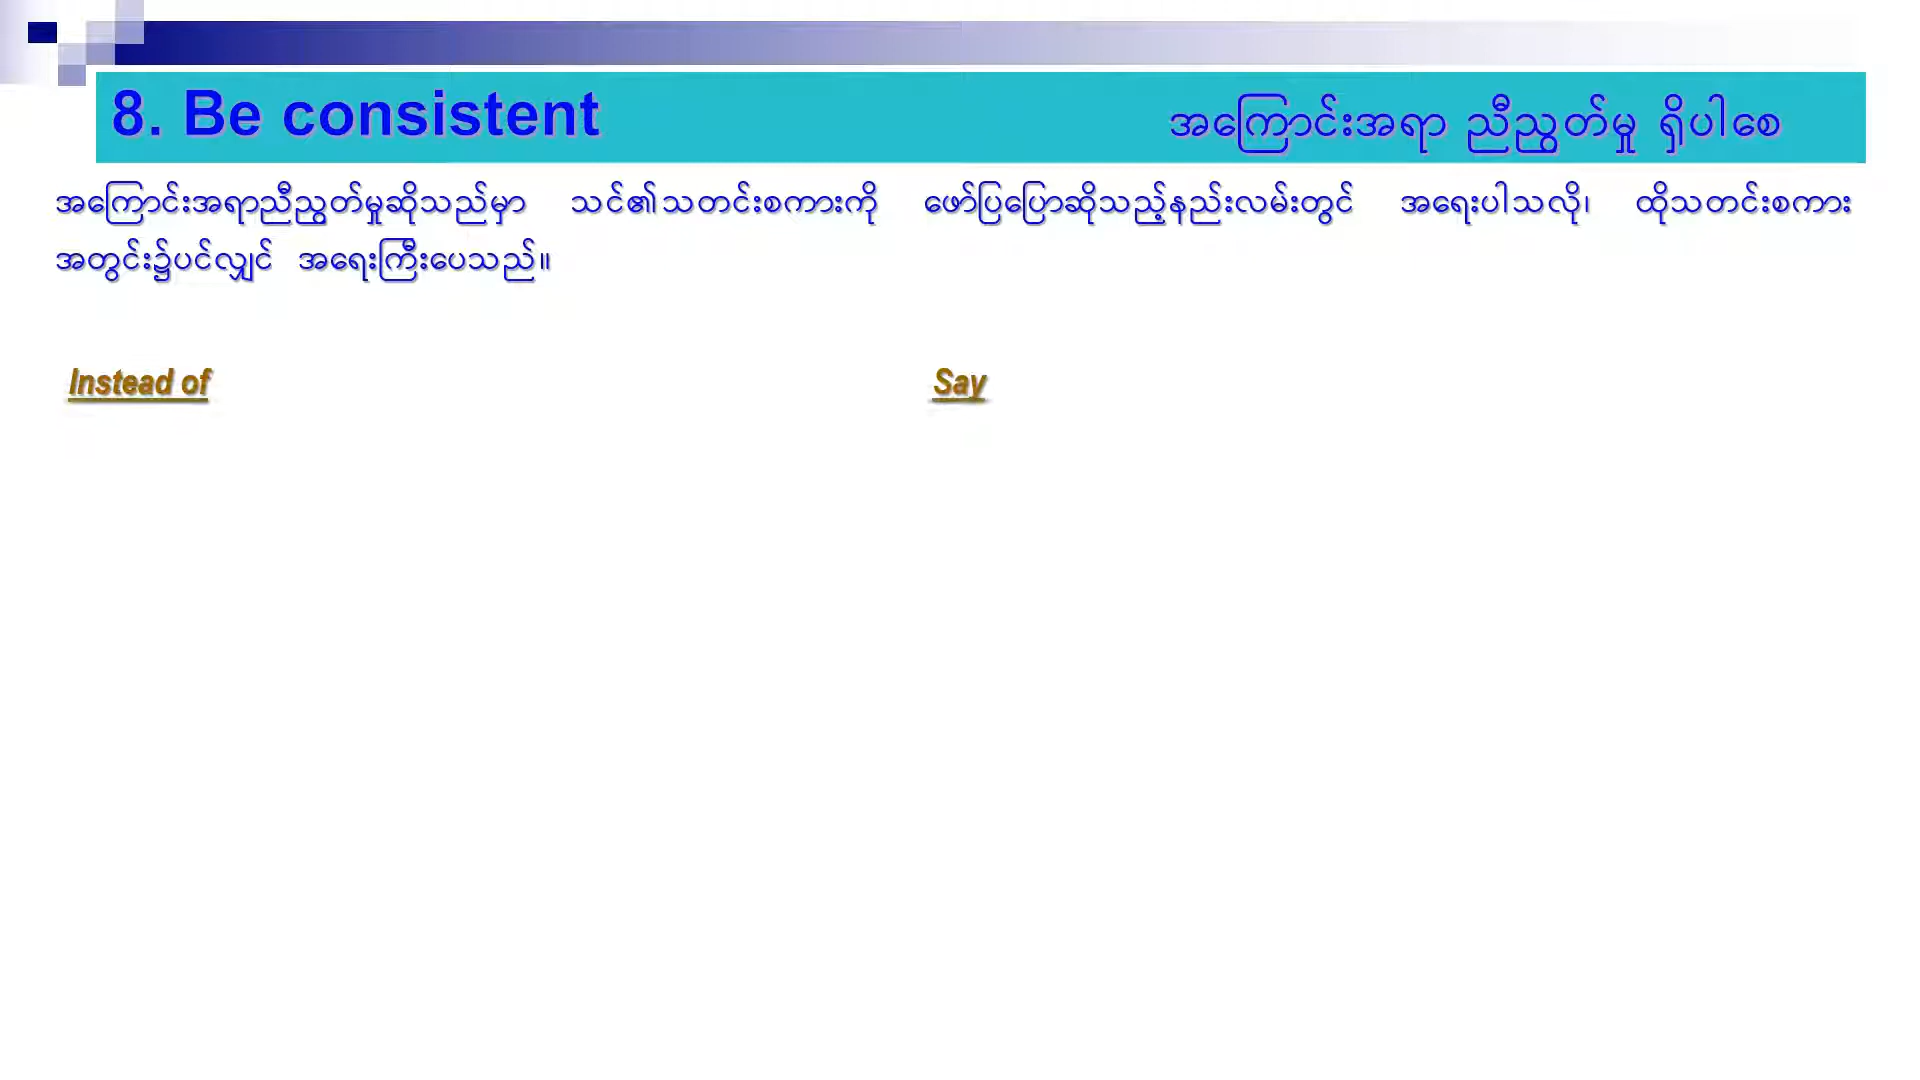 8. Be consistent အကြောင်းအရာ ညီညွတ်မှု ရှိပါစေ
အကြောင်းအရာညီညွတ်မှုဆိုသည်မှာ သင်၏သတင်းစကားကို ဖော်ပြပြောဆိုသည့်နည်းလမ်းတွင် အရေးပါသလို၊ ထိုသတင်းစကား
အတွင်း၌ပင်လျှင် အရေးကြီးပေသည်။
Instead of Say